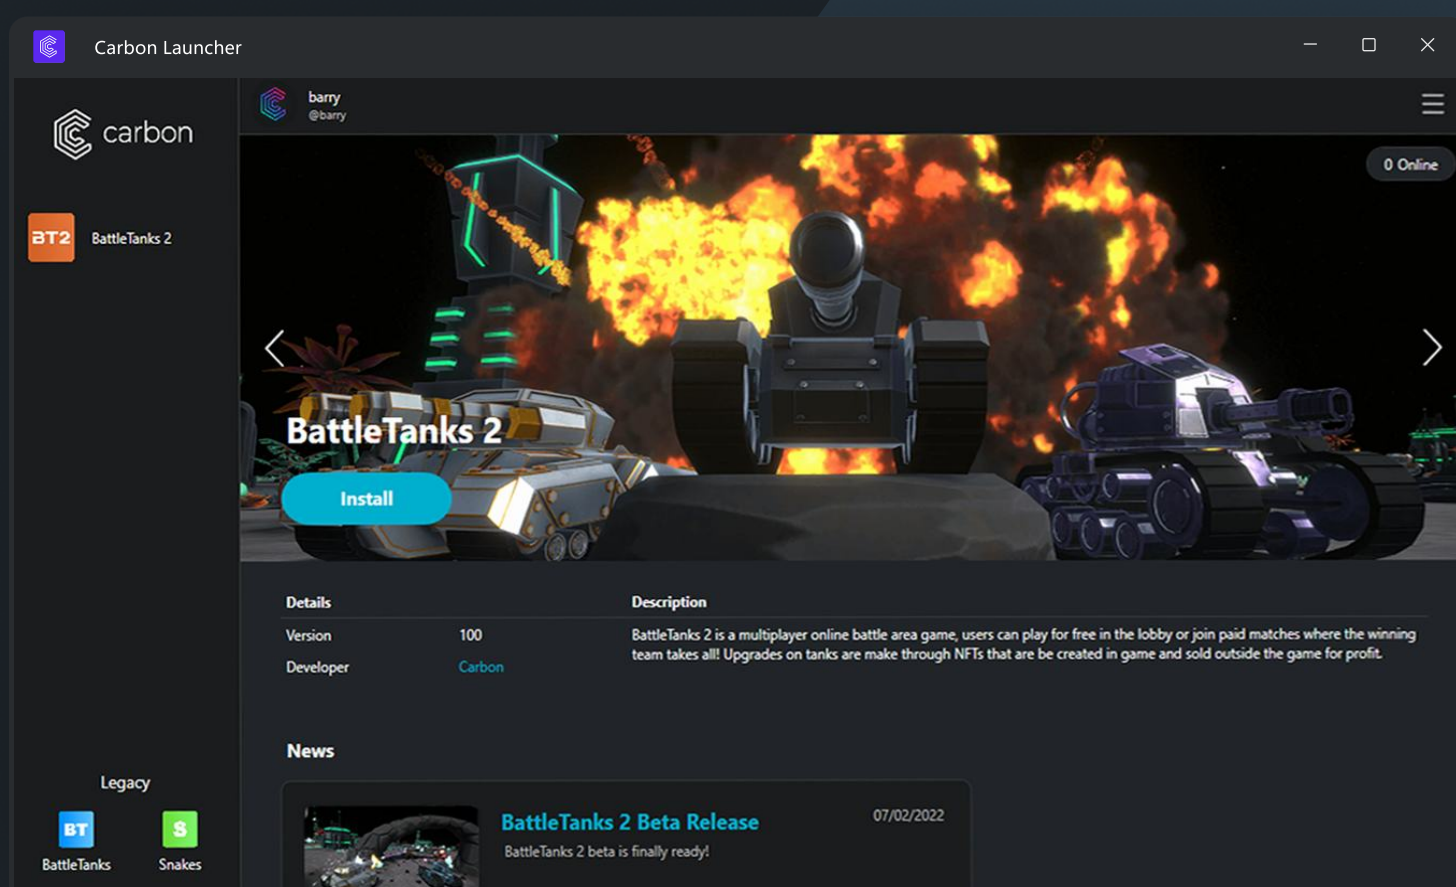 Carbon Launcher
carbon
barry
@barry
0 Online
BT2
BattleTanks 2
BattleTanks 2
Install
Details
Version 100
Developer Carbon
Description
BattleTanks 2 is a multiplayer online battle area game, users can play for free in the lobby or join paid matches where the winning
team takes all! Upgrades on tanks are make through NFTs that are be created in game and sold outside the game for profit.
News
BattleTanks 2 Beta Release
07/02/2022
BattleTanks 2 beta is finally ready!
Legacy
BT
S
BattleTanks
Snakes